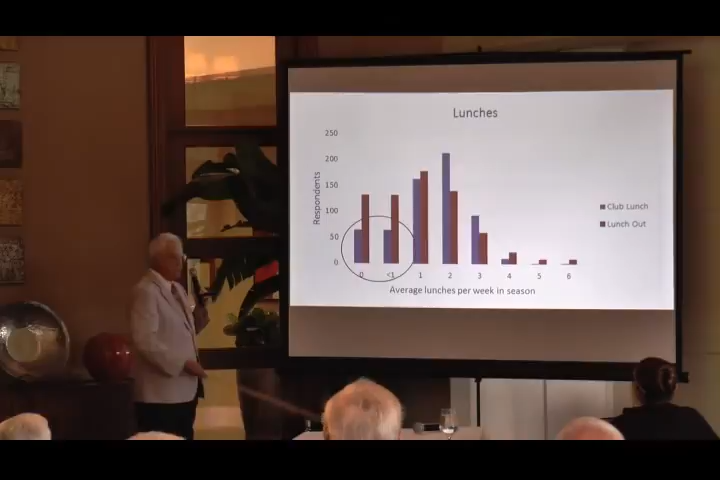 Lunches
250
200
150
100
50
0
Respondents
0 <1 1 2 3 4 5 6
Average lunches per week in season
Club Lunch
Lunch Out